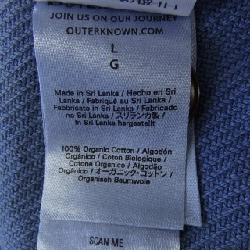 JOIN US ON OUR JOURNEY
OUTERKNOWN.COM
L
G
Made in Sri Lanka / Hecho en Sri
Lanka / Fabriqué au Sri Lanka /
Fabricato in Sri Lanka / Fabricado
no Sri Lanka / スリランカ製 /
In Sri Lanka hergestellt
100% Organic Cotton / Algodón
Orgánico / Coton Biologique /
Cotone Organico / Algodão
Orgânico / オーガニック・コットン /
Organisch Baumwolle
SCAN ME